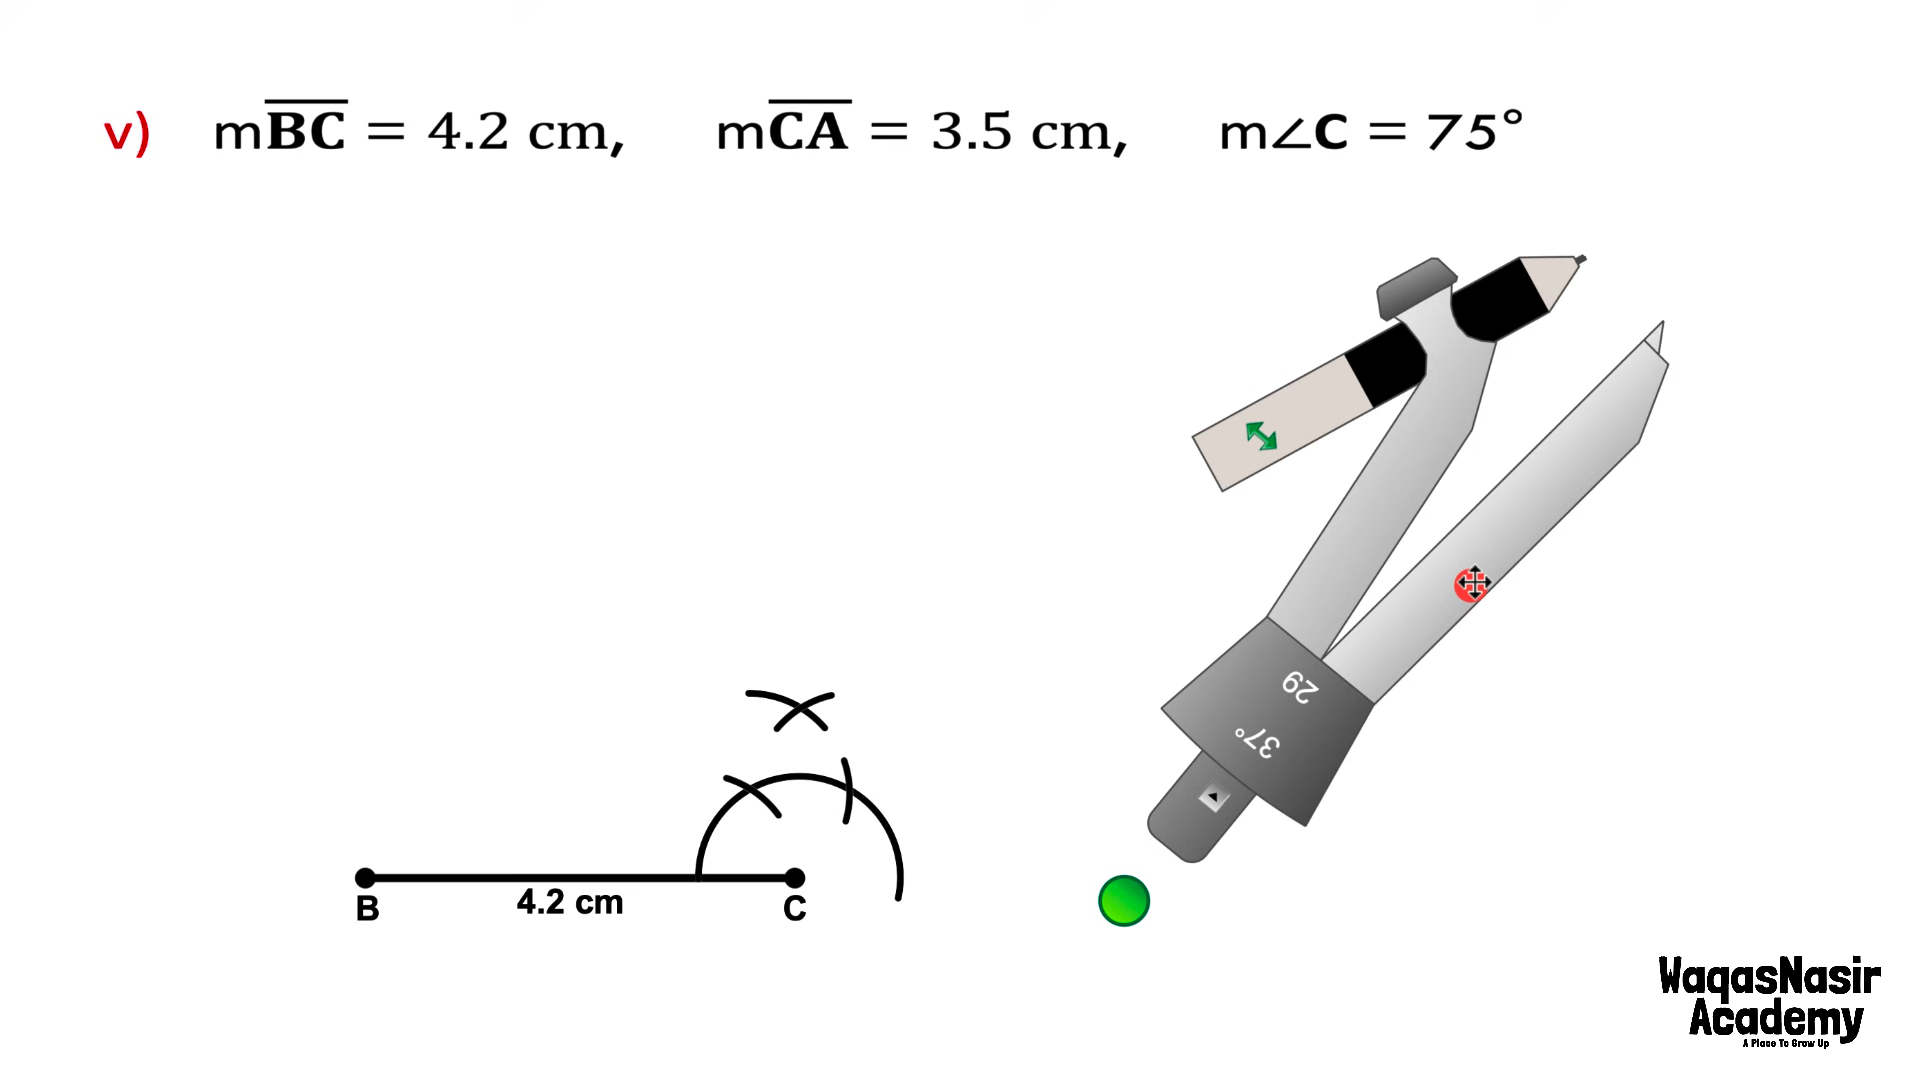 v) mBC = 4.2 cm, mCA = 3.5 cm, m∠C = 75°
29
37°
4.2 cm
B C
WaqasNasir
Academy
A Place To Grow Up